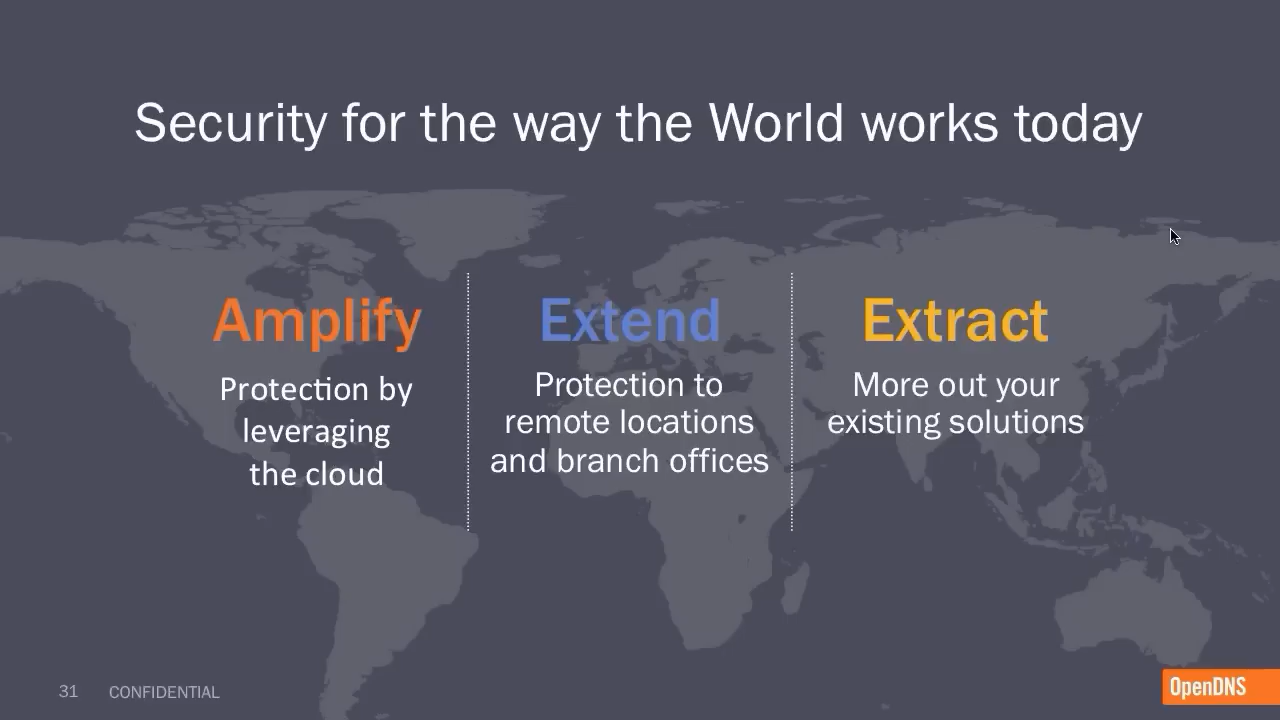 Security for the way the World works today
Amplify
Protection by
leveraging
the cloud
Extend
Protection to
remote locations
and branch offices
Extract
More out your
existing solutions
31 CONFIDENTIAL
OpenDNS